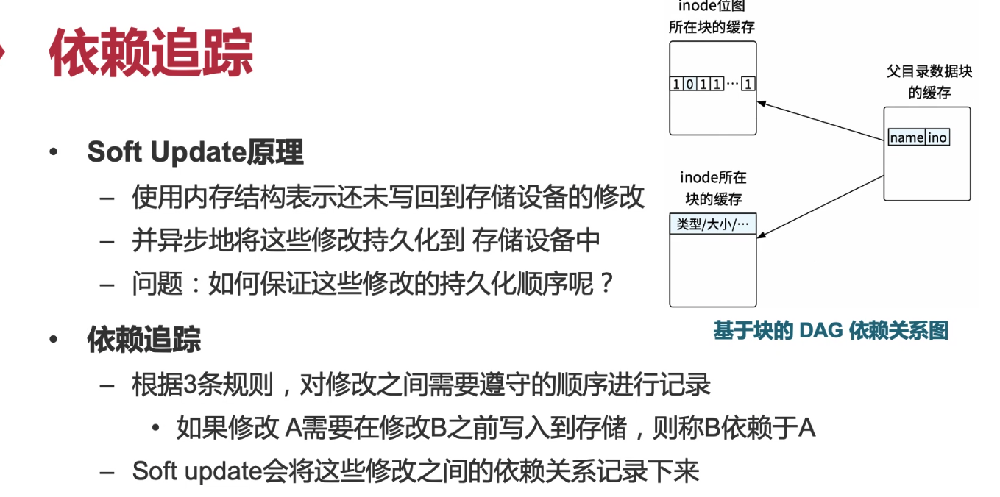 依赖追踪
• Soft Update原理
– 使用内存结构表示还未写回到存储设备的修改
– 并异步地将这些修改持久化到 存储设备中
– 问题：如何保证这些修改的持久化顺序呢？
• 依赖追踪
– 根据3条规则，对修改之间需要遵守的顺序进行记录
• 如果修改 A需要在修改B之前写入到存储，则称B依赖于A
– Soft update会将这些修改之间的依赖关系记录下来
inode位图
所在块的缓存
1 0 1 1 … 1
父目录数据块
的缓存
name ino
inode所在
块的缓存
类型/大小/…
基于块的 DAG 依赖关系图